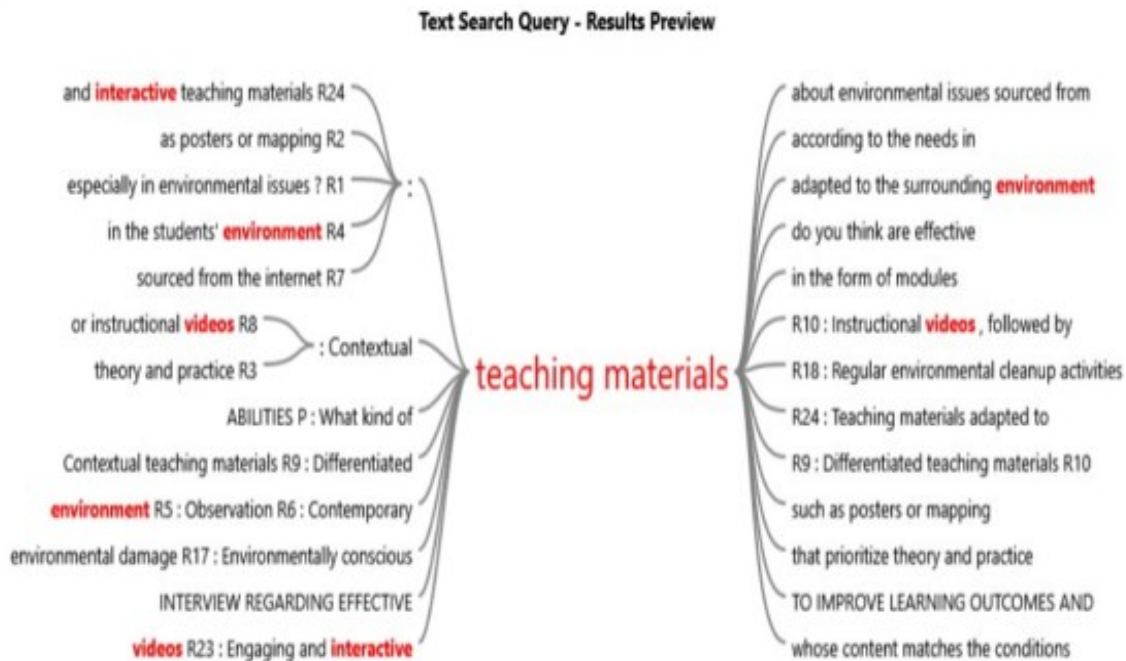 Text Search Query - Results Preview
and interactive teaching materials R24
as posters or mapping R2
especially in environmental issues ? R1
in the students' environment R4
sourced from the internet R7
:
or instructional videos R8
theory and practice R3
: Contextual
ABILITIES P : What kind of
Contextual teaching materials R9 : Differentiated
environment R5 : Observation R6 : Contemporary
environmental damage R17 : Environmentally conscious
INTERVIEW REGARDING EFFECTIVE
videos R23 : Engaging and interactive
teaching materials
about environmental issues sourced from
according to the needs in
adapted to the surrounding environment
do you think are effective
in the form of modules
R10 : Instructional videos , followed by
R18 : Regular environmental cleanup activities
R24 : Teaching materials adapted to
R9 : Differentiated teaching materials R10
such as posters or mapping
that prioritize theory and practice
TO IMPROVE LEARNING OUTCOMES AND
whose content matches the conditions